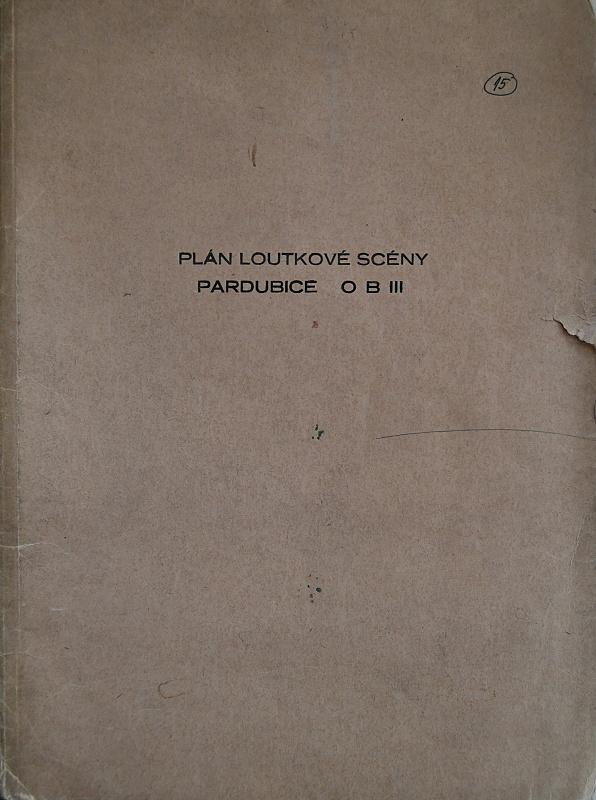 15
PLÁN LOUTKOVÉ SCÉNY
PARDUBICE O B III